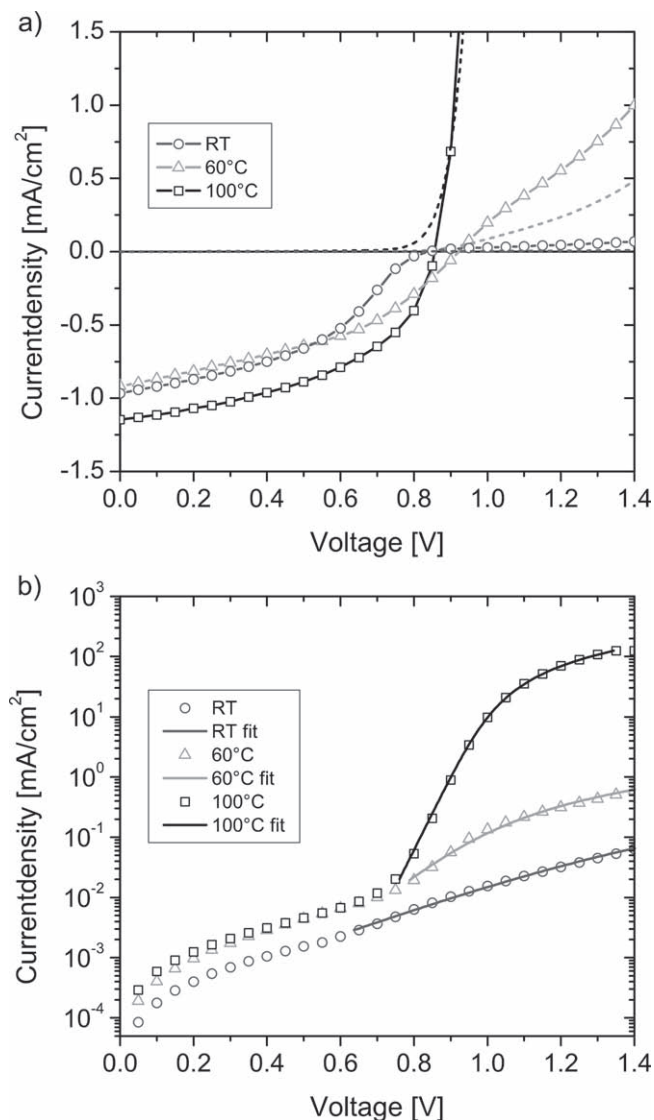 a)
1.5
1.0
0.5
0.0
-0.5
-1.0
-1.5
Currentdensity [mA/cm²]
RT
60°C
100°C
0.0 0.2 0.4 0.6 0.8 1.0 1.2 1.4
Voltage [V]
b)
10³
10²
10¹
10⁰
10⁻¹
10⁻²
10⁻³
10⁻⁴
Currentdensity [mA/cm²]
RT
RT fit
60°C
60°C fit
100°C
100°C fit
0.0 0.2 0.4 0.6 0.8 1.0 1.2 1.4
Voltage [V]